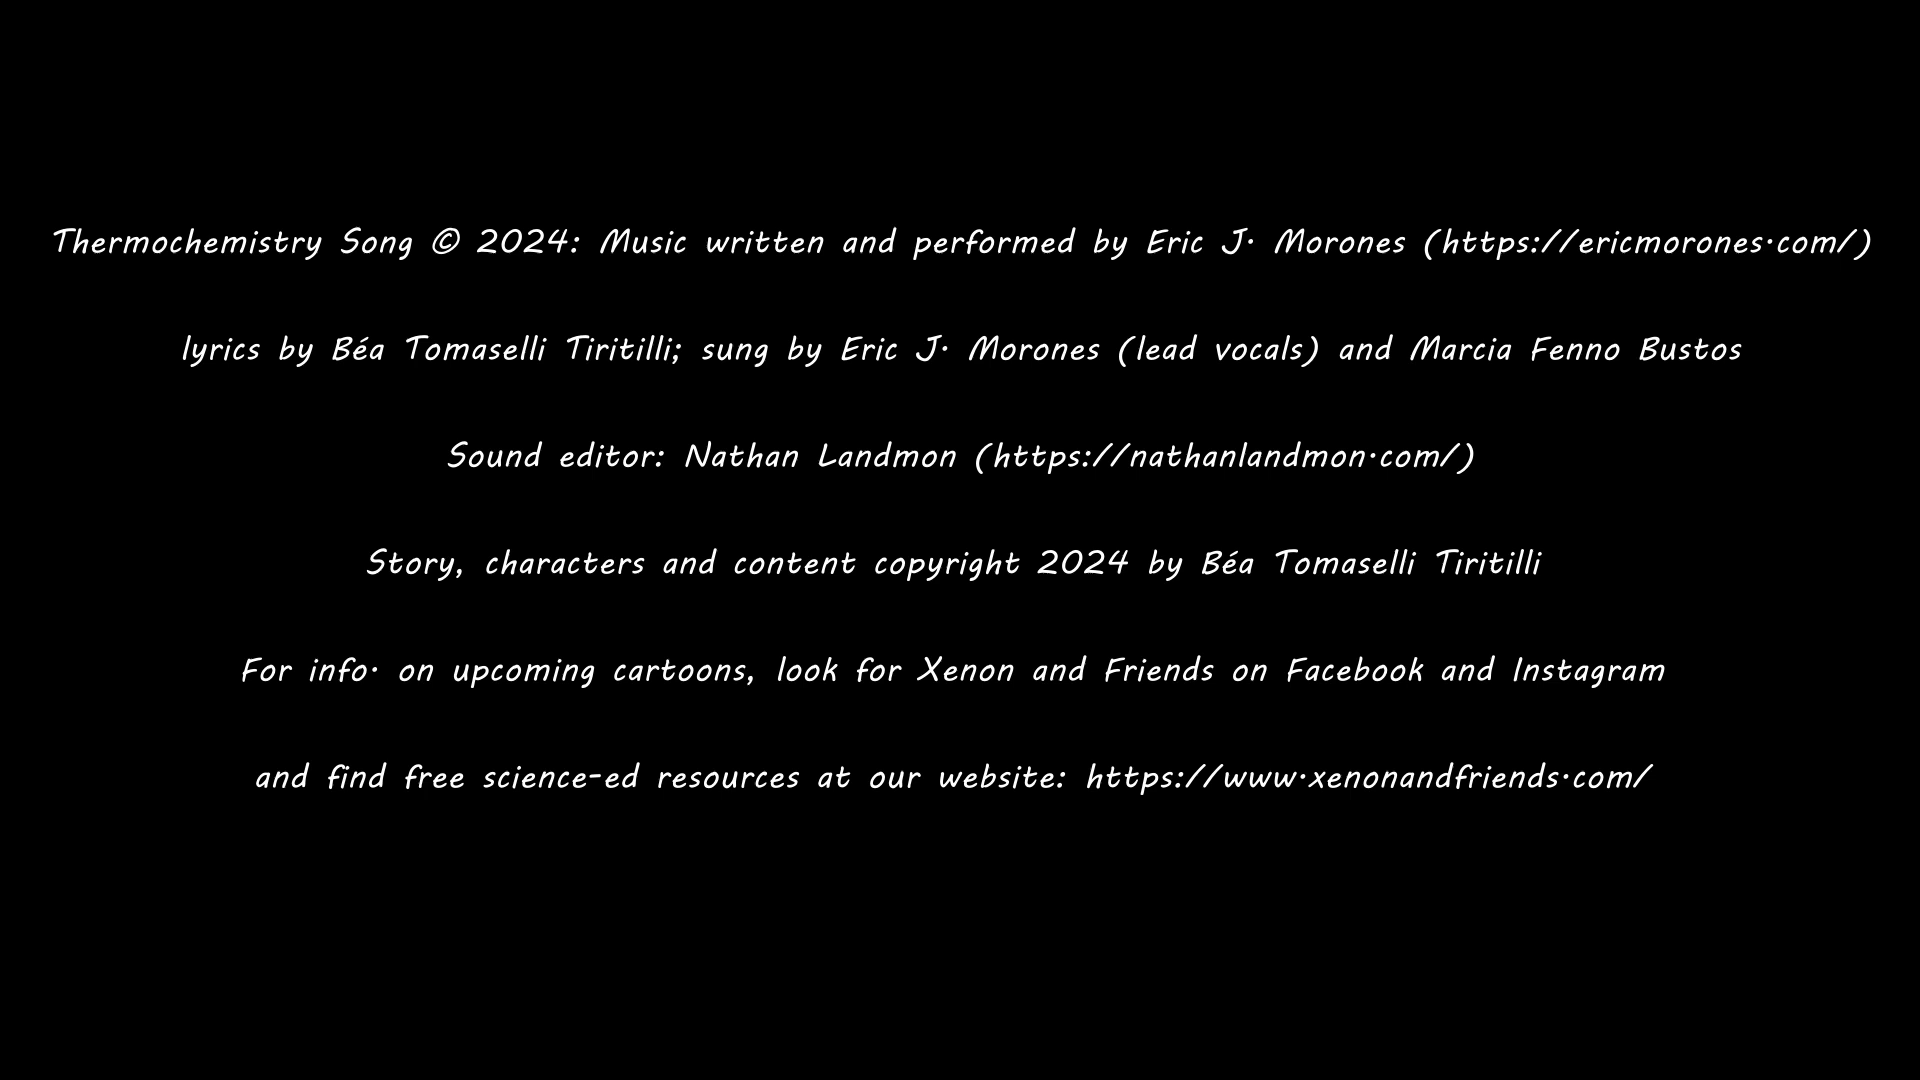 Thermochemistry Song © 2024: Music written and performed by Eric J. Morones (https://ericmorones.com/)
lyrics by Béa Tomaselli Tiritilli; sung by Eric J. Morones (lead vocals) and Marcia Fenno Bustos
Sound editor: Nathan Landmon (https://nathanlandmon.com/)
Story, characters and content copyright 2024 by Béa Tomaselli Tiritilli
For info. on upcoming cartoons, look for Xenon and Friends on Facebook and Instagram
and find free science-ed resources at our website: https://www.xenonandfriends.com/